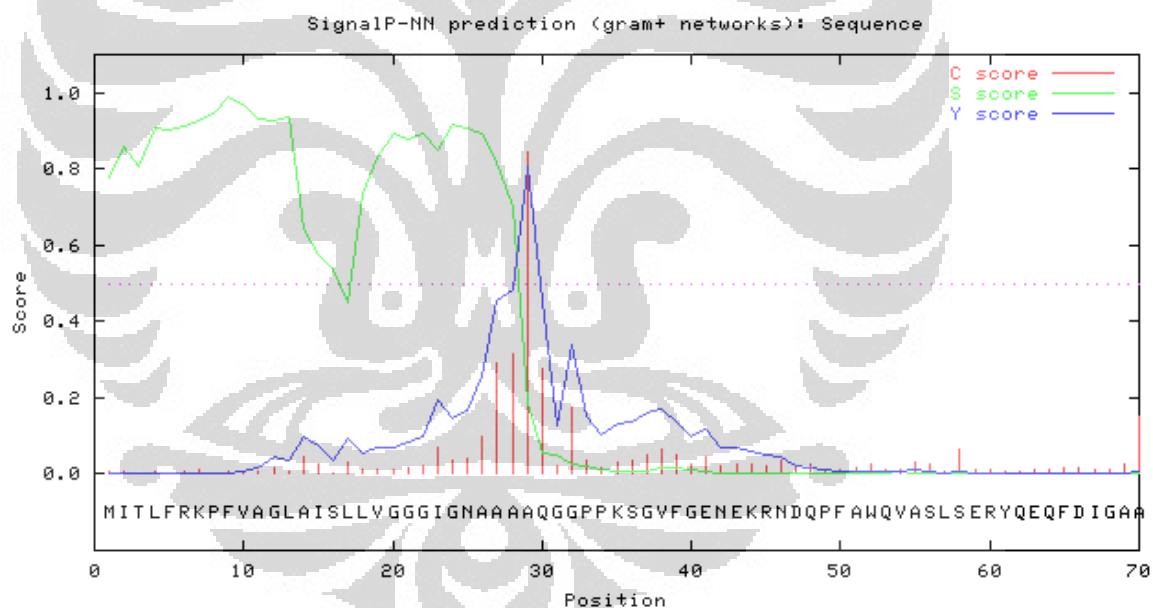 SignalP-NN prediction (gram+ networks): Sequence
C score
S score
Y score
1.0
0.8
0.6
0.4
0.2
0.0
Score
MITLFRKPFVAGLAISLLVGGGIGNAAAAQGGPPKSGVFGENEKRNDQPFAWQVASLSERYQEQFDIGAA
0 10 20 30 40 50 60 70
Position